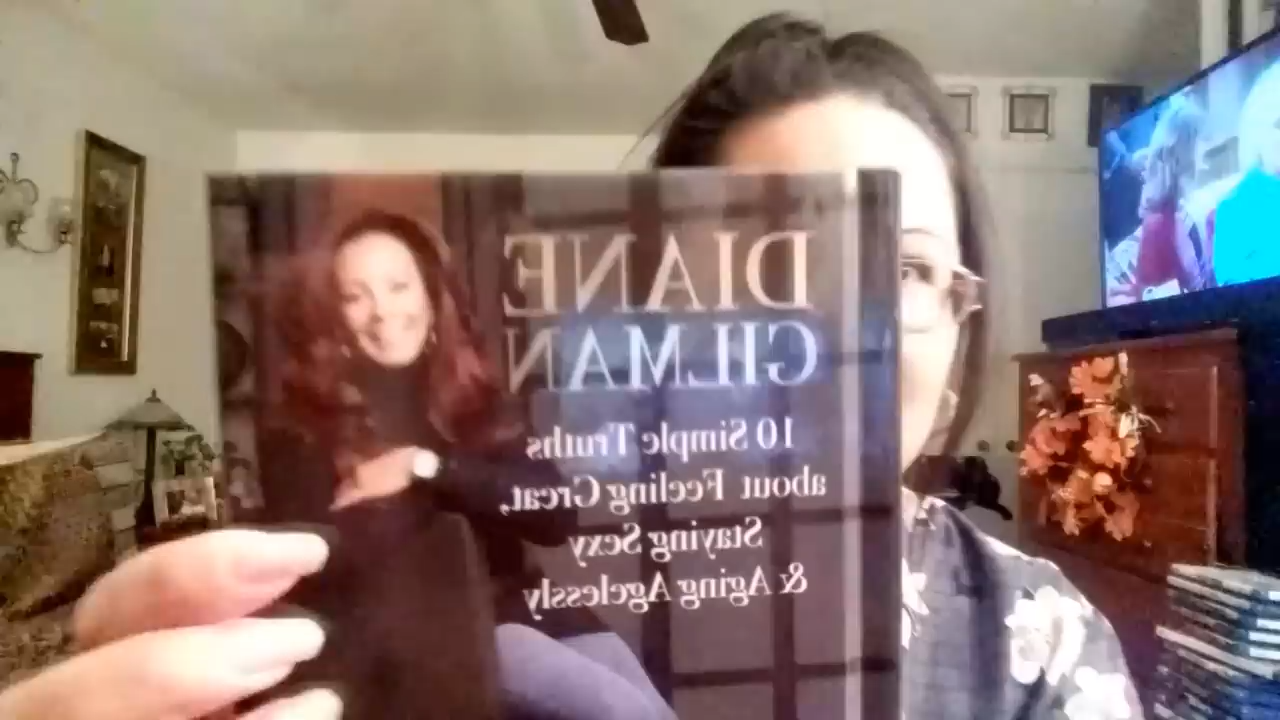 DIANE
GILMAN
10 Simple Truths
about Feeling Great,
Staying Sexy
& Aging Agelessly